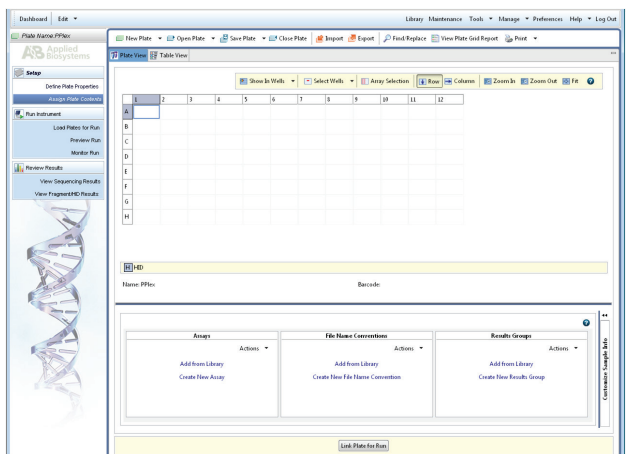 Dashboard Edit Library Maintenance Tools Manage Preferences Help Log Out
Plate Name:PPlex
AB Applied Biosystems
Setup
Define Plate Properties
Assign Plate Contents
Run Instrument
Load Plates for Run
Preview Run
Monitor Run
Review Results
View Sequencing Results
View Fragment/HID Results
New Plate Open Plate Save Plate Close Plate Import Export Find/Replace View Plate Grid Report Print
Plate View Table View
Show In Wells Select Wells Array Selection Row Column Zoom In Zoom Out Fit
1 2 3 4 5 6 7 8 9 10 11 12
A
B
C
D
E
F
G
H
H HID
Name: PPlex Barcode:
Assays
Actions
Add from Library
Create New Assay
File Name Conventions
Actions
Add from Library
Create New File Name Convention
Results Groups
Actions
Add from Library
Create New Results Group
Customize Sample Info
Link Plate for Run